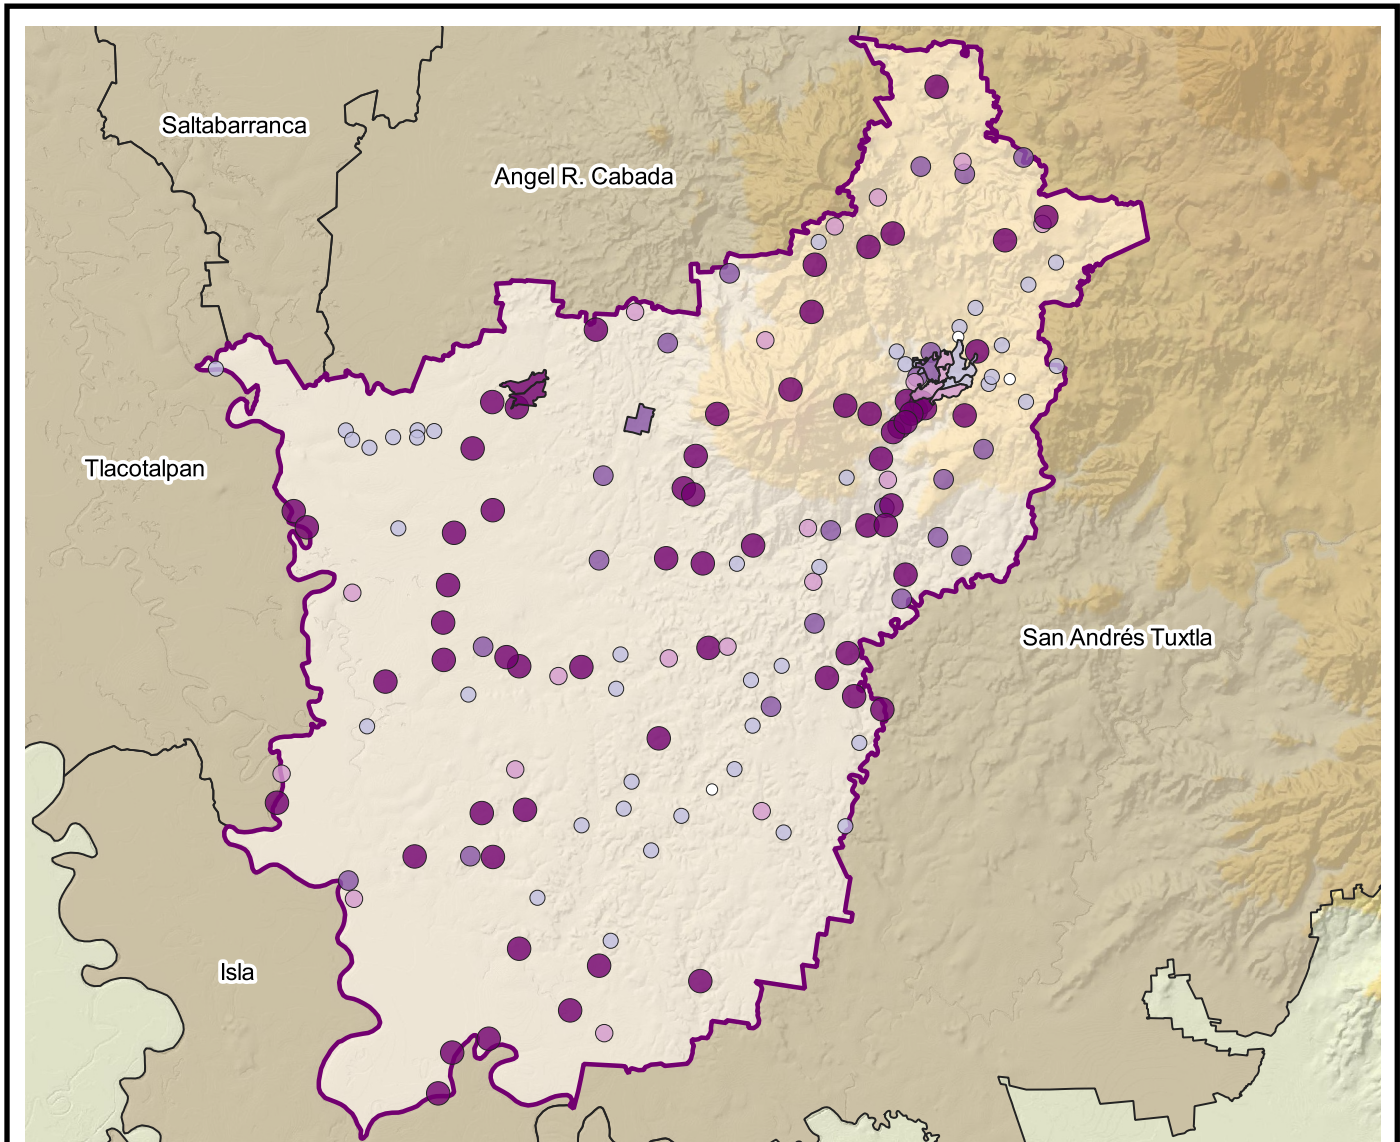 Saltabarranca
Angel R. Cabada
Tlacotalpan
San Andrés Tuxtla
Isla